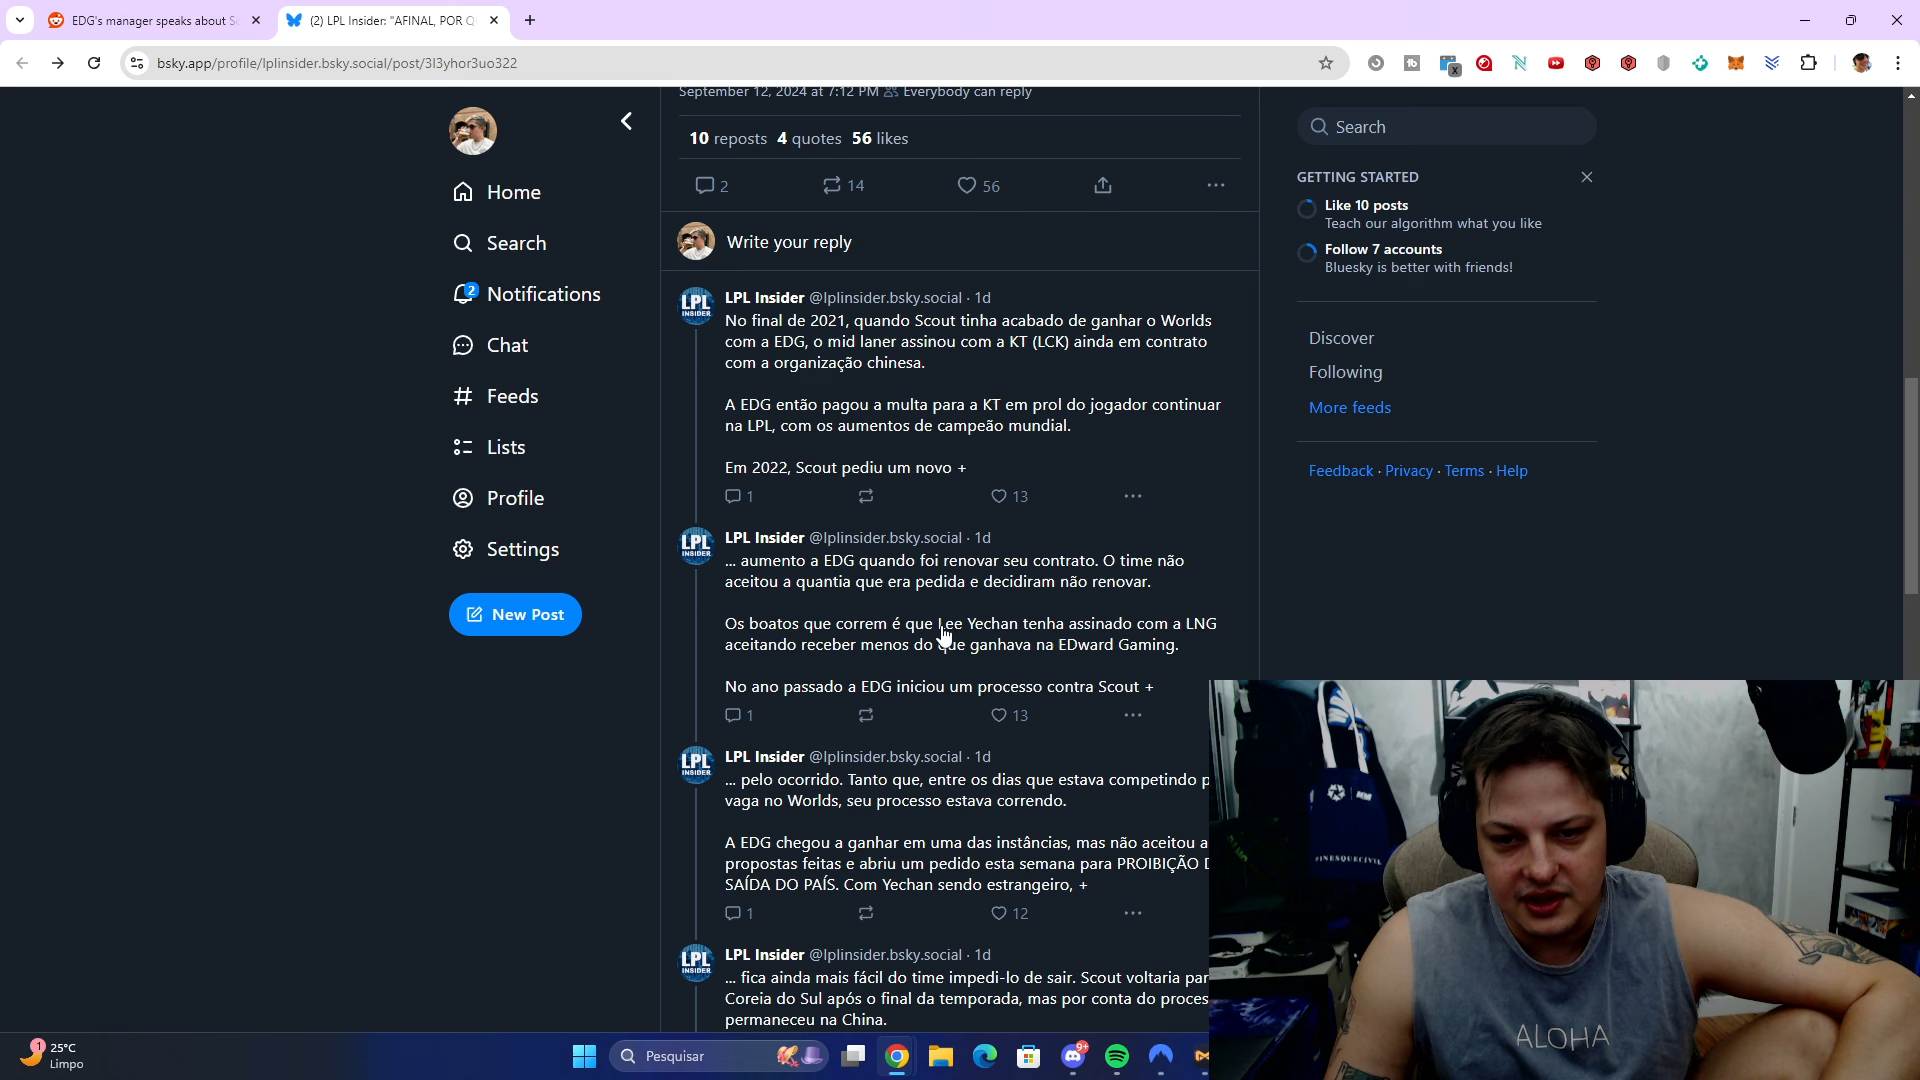 EDG's manager speaks about S
(2) LPL Insider: "AFINAL, POR Q
bsky.app/profile/lplinsider.bsky.social/post/3l3yhor3uo322
September 12, 2024 at 7:12 PM Everybody can reply
10 reposts 4 quotes 56 likes
2 14 56
Write your reply
Home
Search
2
Notifications
Chat
Feeds
Lists
Profile
Settings
New Post
LPL Insider @lplinsider.bsky.social · 1d
No final de 2021, quando Scout tinha acabado de ganhar o Worlds
com a EDG, o mid laner assinou com a KT (LCK) ainda em contrato
com a organização chinesa.
A EDG então pagou a multa para a KT em prol do jogador continuar
na LPL, com os aumentos de campeão mundial.
Em 2022, Scout pediu um novo +
1 13
LPL Insider @lplinsider.bsky.social · 1d
... aumento a EDG quando foi renovar seu contrato. O time não
aceitou a quantia que era pedida e decidiram não renovar.
Os boatos que correm é que Lee Yechan tenha assinado com a LNG
aceitando receber menos do que ganhava na EDward Gaming.
No ano passado a EDG iniciou um processo contra Scout +
1 13
LPL Insider @lplinsider.bsky.social · 1d
... pelo ocorrido. Tanto que, entre os dias que estava competindo p
vaga no Worlds, seu processo estava correndo.
A EDG chegou a ganhar em uma das instâncias, mas não aceitou a
propostas feitas e abriu um pedido esta semana para PROIBIÇÃO D
SAÍDA DO PAÍS. Com Yechan sendo estrangeiro, +
1 12
LPL Insider @lplinsider.bsky.social · 1d
... fica ainda mais fácil do time impedi-lo de sair. Scout voltaria par
Coreia do Sul após o final da temporada, mas por conta do proces
permaneceu na China.
LPL
INSIDER
LPL
INSIDER
LPL
INSIDER
LPL
INSIDER
Search
GETTING STARTED
Like 10 posts
Teach our algorithm what you like
Follow 7 accounts
Bluesky is better with friends!
Discover
Following
More feeds
Feedback · Privacy · Terms · Help
ALOHA
1
25°C
Limpo
Pesquisar
9+